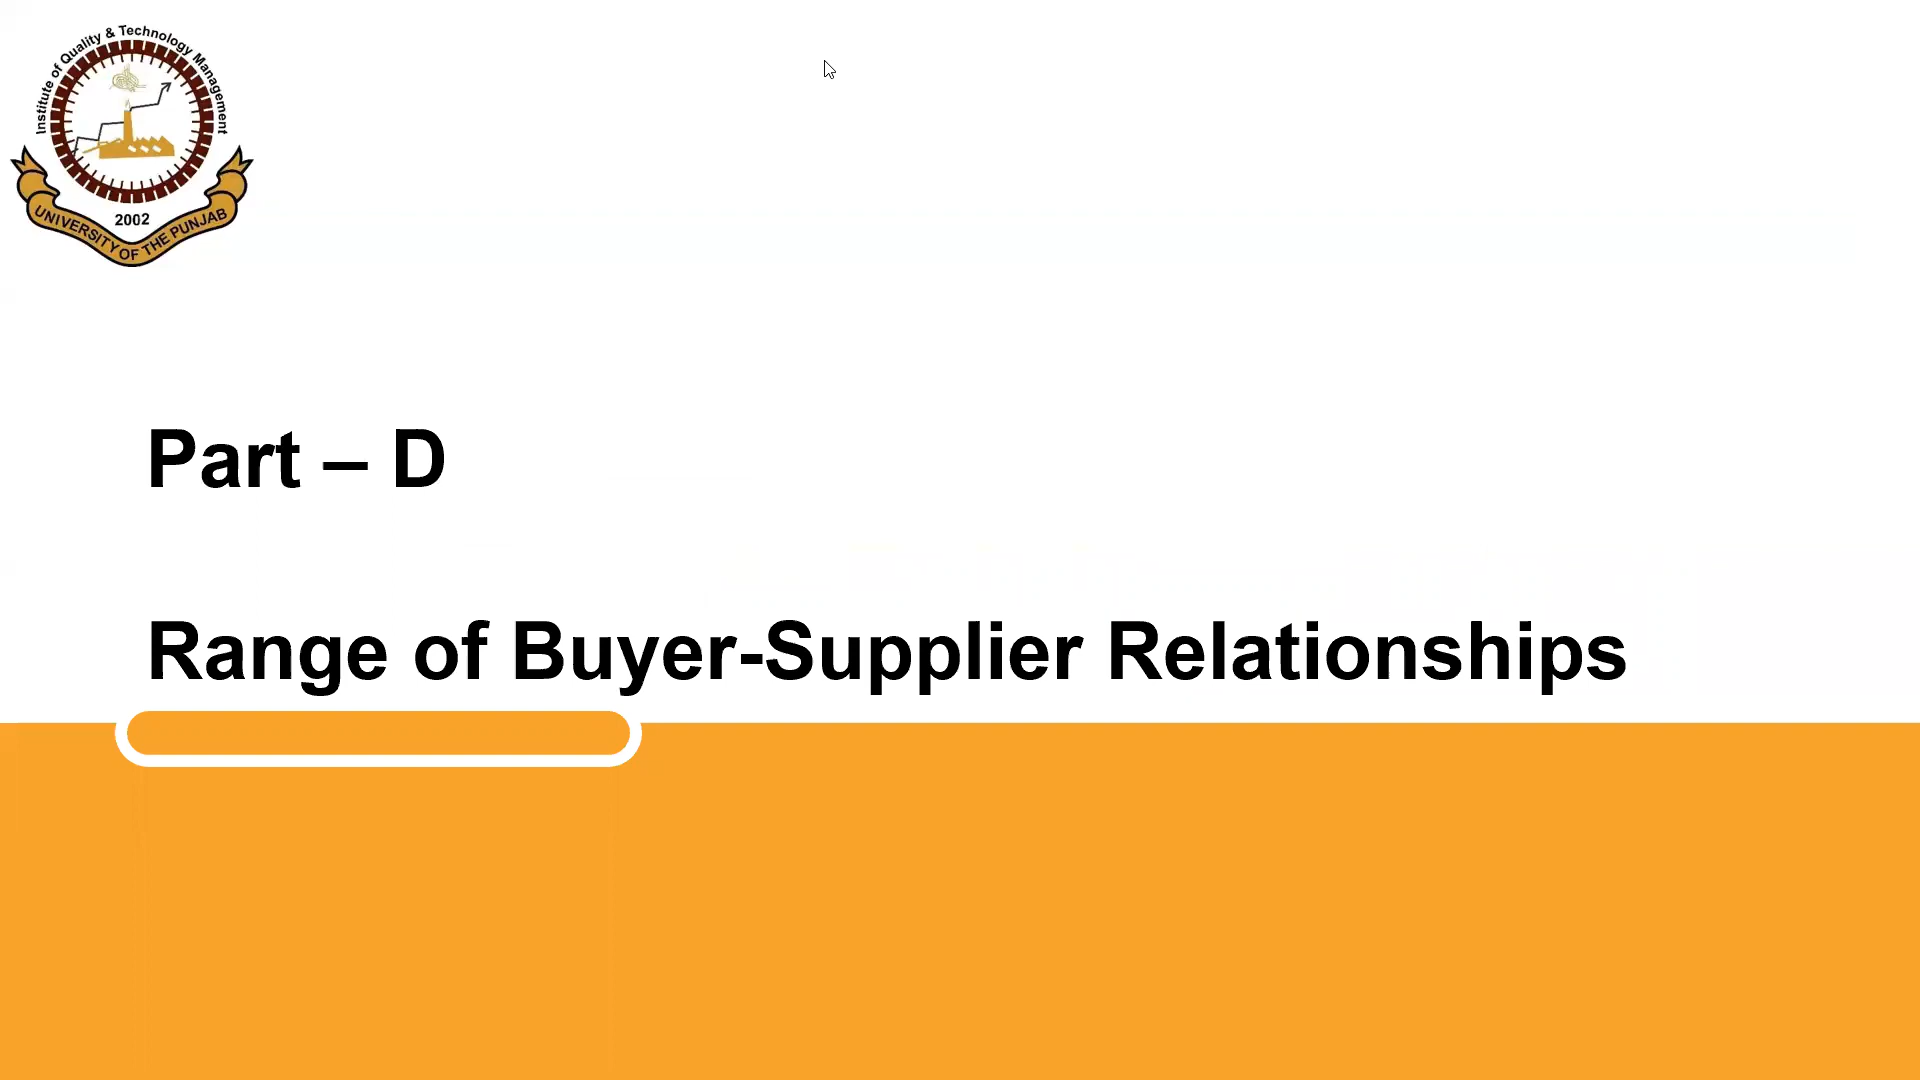 Institute of Quality & Technology Management
2002
UNIVERSITY OF THE PUNJAB
Part – D
Range of Buyer-Supplier Relationships